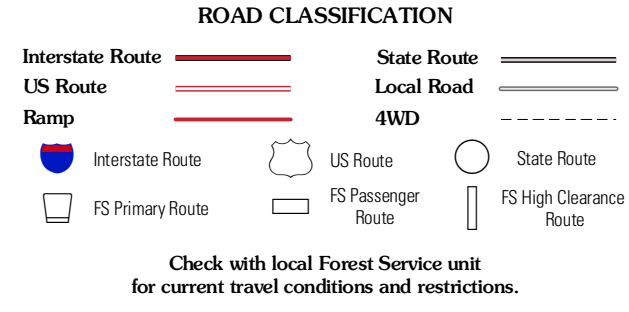 ROAD CLASSIFICATION
Interstate Route
State Route
US Route
Local Road
Ramp
4WD
Interstate Route
US Route
State Route
FS Primary Route
FS Passenger
Route
FS High Clearance
Route
Check with local Forest Service unit
for current travel conditions and restrictions.